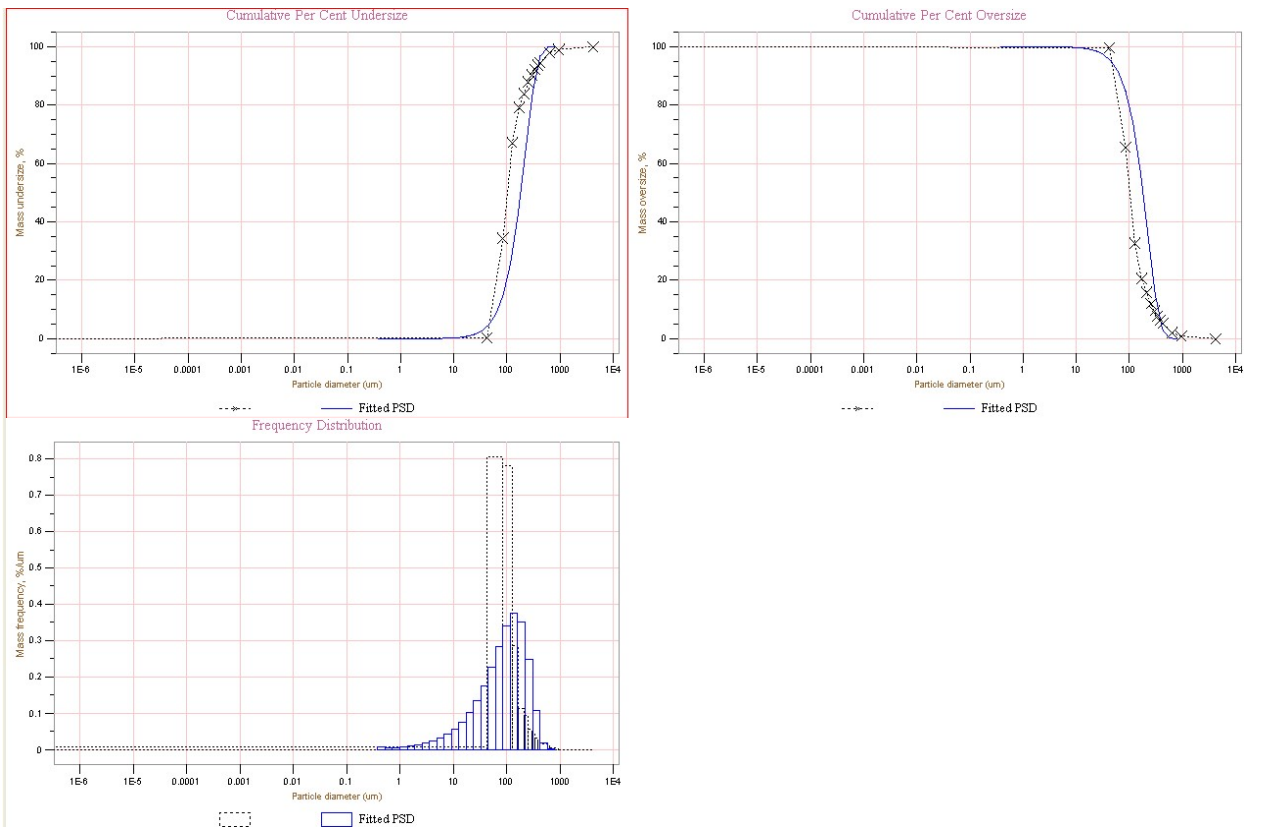 Cumulative Per Cent Undersize
Mass undersize, %
100
80
60
40
20
0
1E-6 1E-5 0.0001 0.001 0.01 0.1 1 10 100 1000 1E4
Particle diameter (um)
Fitted PSD
Cumulative Per Cent Oversize
Mass oversize, %
100
80
60
40
20
0
1E-6 1E-5 0.0001 0.001 0.01 0.1 1 10 100 1000 1E4
Particle diameter (um)
Fitted PSD
Frequency Distribution
Mass frequency, %/um
0.8
0.7
0.6
0.5
0.4
0.3
0.2
0.1
0
1E-6 1E-5 0.0001 0.001 0.01 0.1 1 10 100 1000 1E4
Particle diameter (um)
Fitted PSD